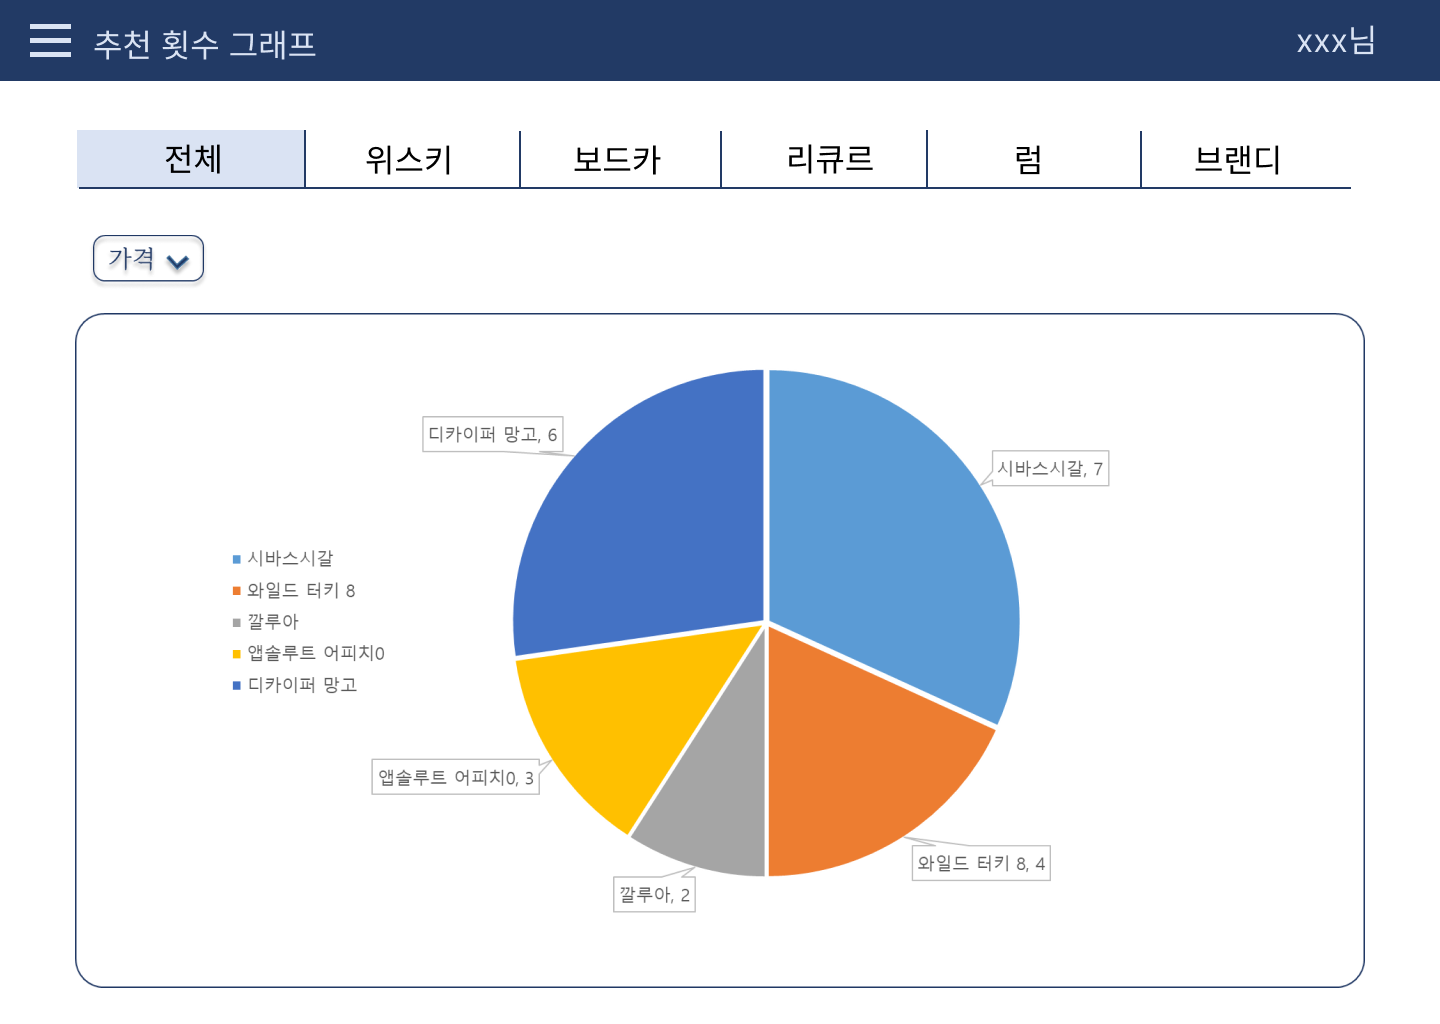 추천 횟수 그래프
xxx님
전체 위스키 보드카 리큐르 럼 브랜디
가격
디카이퍼 망고, 6
시바스시갈, 7
시바스시갈
와일드 터키 8
깔루아
앱솔루트 어피치0
디카이퍼 망고
앱솔루트 어피치0, 3
와일드 터키 8, 4
깔루아, 2